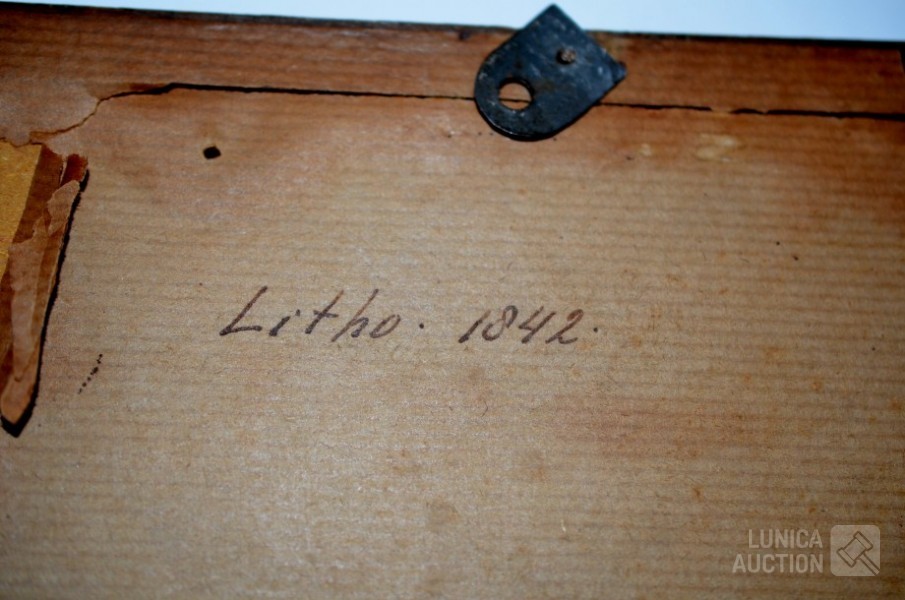 Litho. 1842.
LUNICA
AUCTION